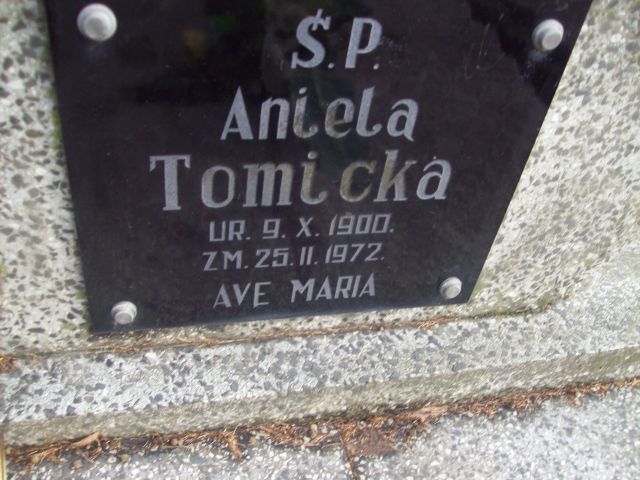 Ś.P.
Aniela
Tomicka
UR. 9. X. 1900.
ZM. 25. II. 1972.
AVE MARIA